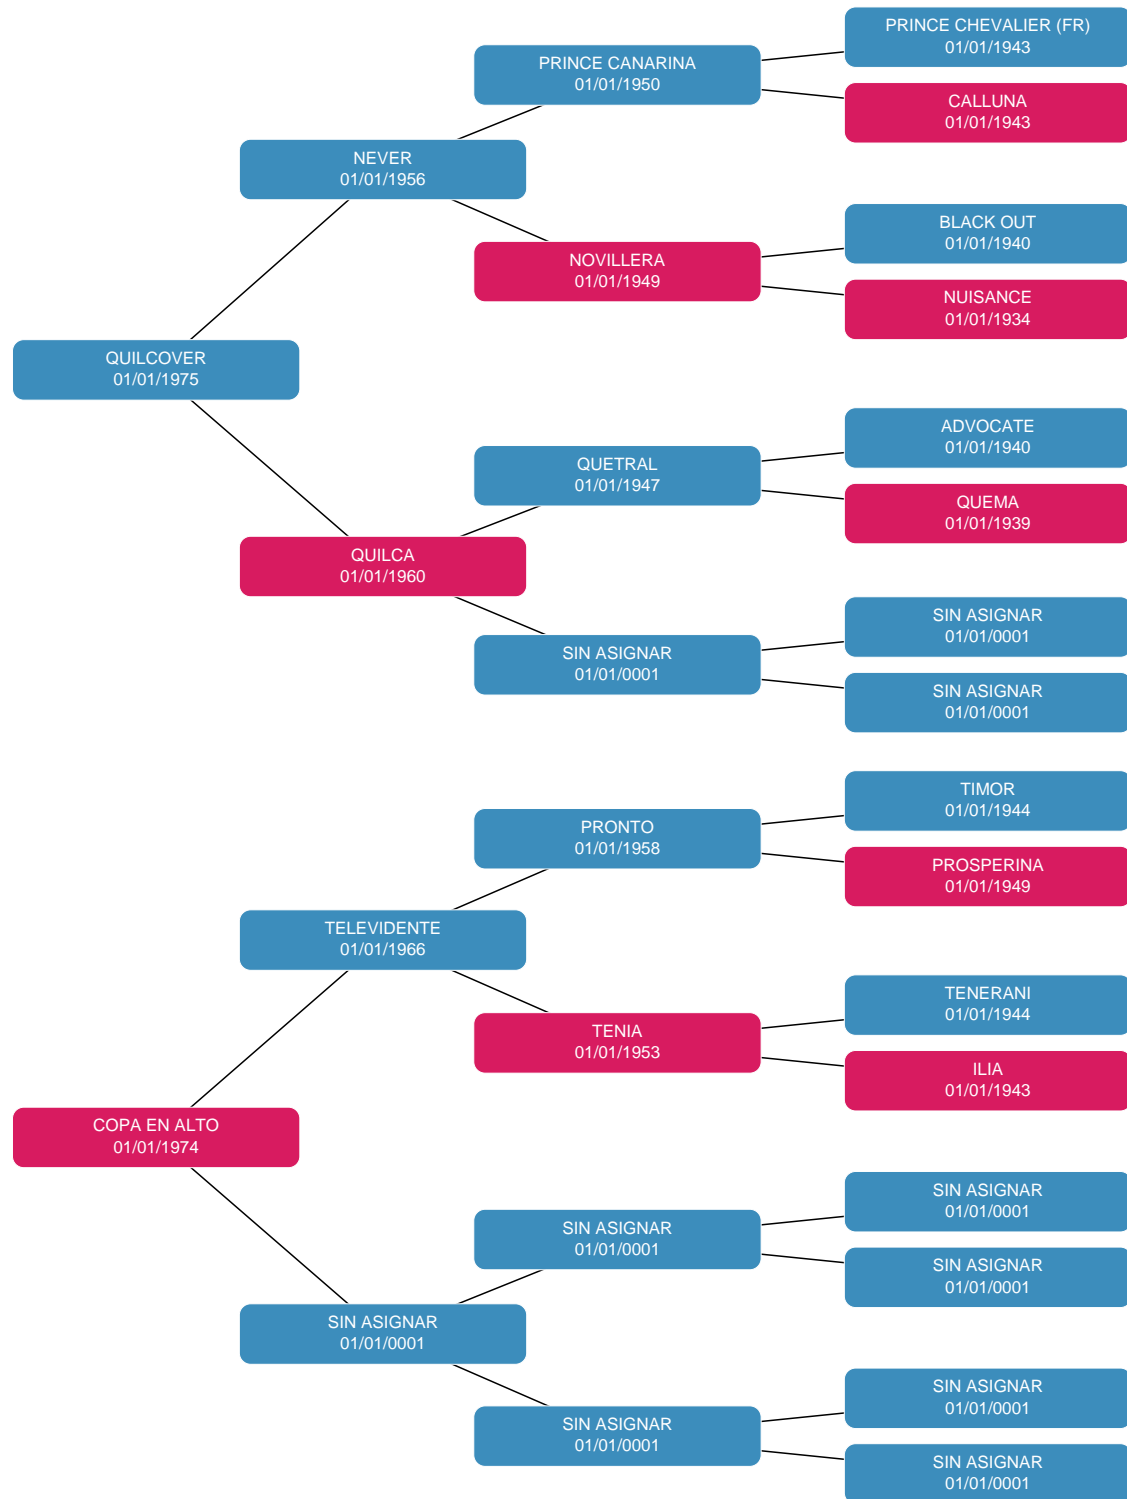 PRINCE CHEVALIER (FR)
01/01/1943
PRINCE CANARINA
01/01/1950
CALLUNA
01/01/1943
NEVER
01/01/1956
BLACK OUT
01/01/1940
NOVILLERA
01/01/1949
NUISANCE
01/01/1934
QUILCOVER
01/01/1975
ADVOCATE
01/01/1940
QUETRAL
01/01/1947
QUEMA
01/01/1939
QUILCA
01/01/1960
SIN ASIGNAR
01/01/0001
SIN ASIGNAR
01/01/0001
SIN ASIGNAR
01/01/0001
TIMOR
01/01/1944
PRONTO
01/01/1958
PROSPERINA
01/01/1949
TELEVIDENTE
01/01/1966
TENERANI
01/01/1944
TENIA
01/01/1953
ILIA
01/01/1943
COPA EN ALTO
01/01/1974
SIN ASIGNAR
01/01/0001
SIN ASIGNAR
01/01/0001
SIN ASIGNAR
01/01/0001
SIN ASIGNAR
01/01/0001
SIN ASIGNAR
01/01/0001
SIN ASIGNAR
01/01/0001
SIN ASIGNAR
01/01/0001